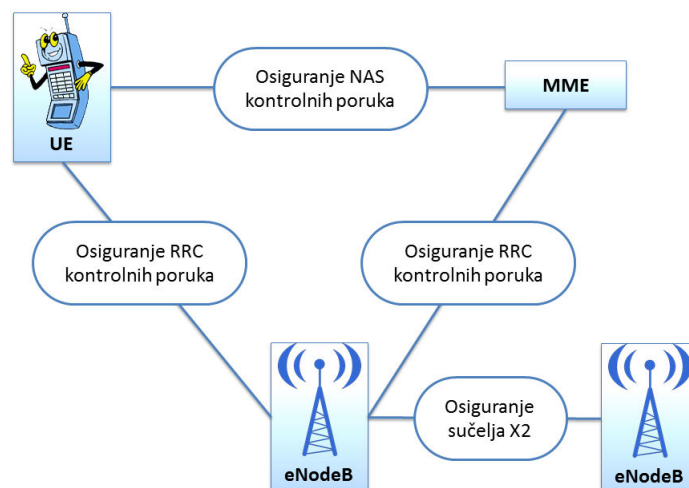 Osiguranje NAS
kontrolnih poruka
MME
UE
Osiguranje RRC
kontrolnih poruka
Osiguranje RRC
kontrolnih poruka
Osiguranje
sučelja X2
eNodeB
eNodeB